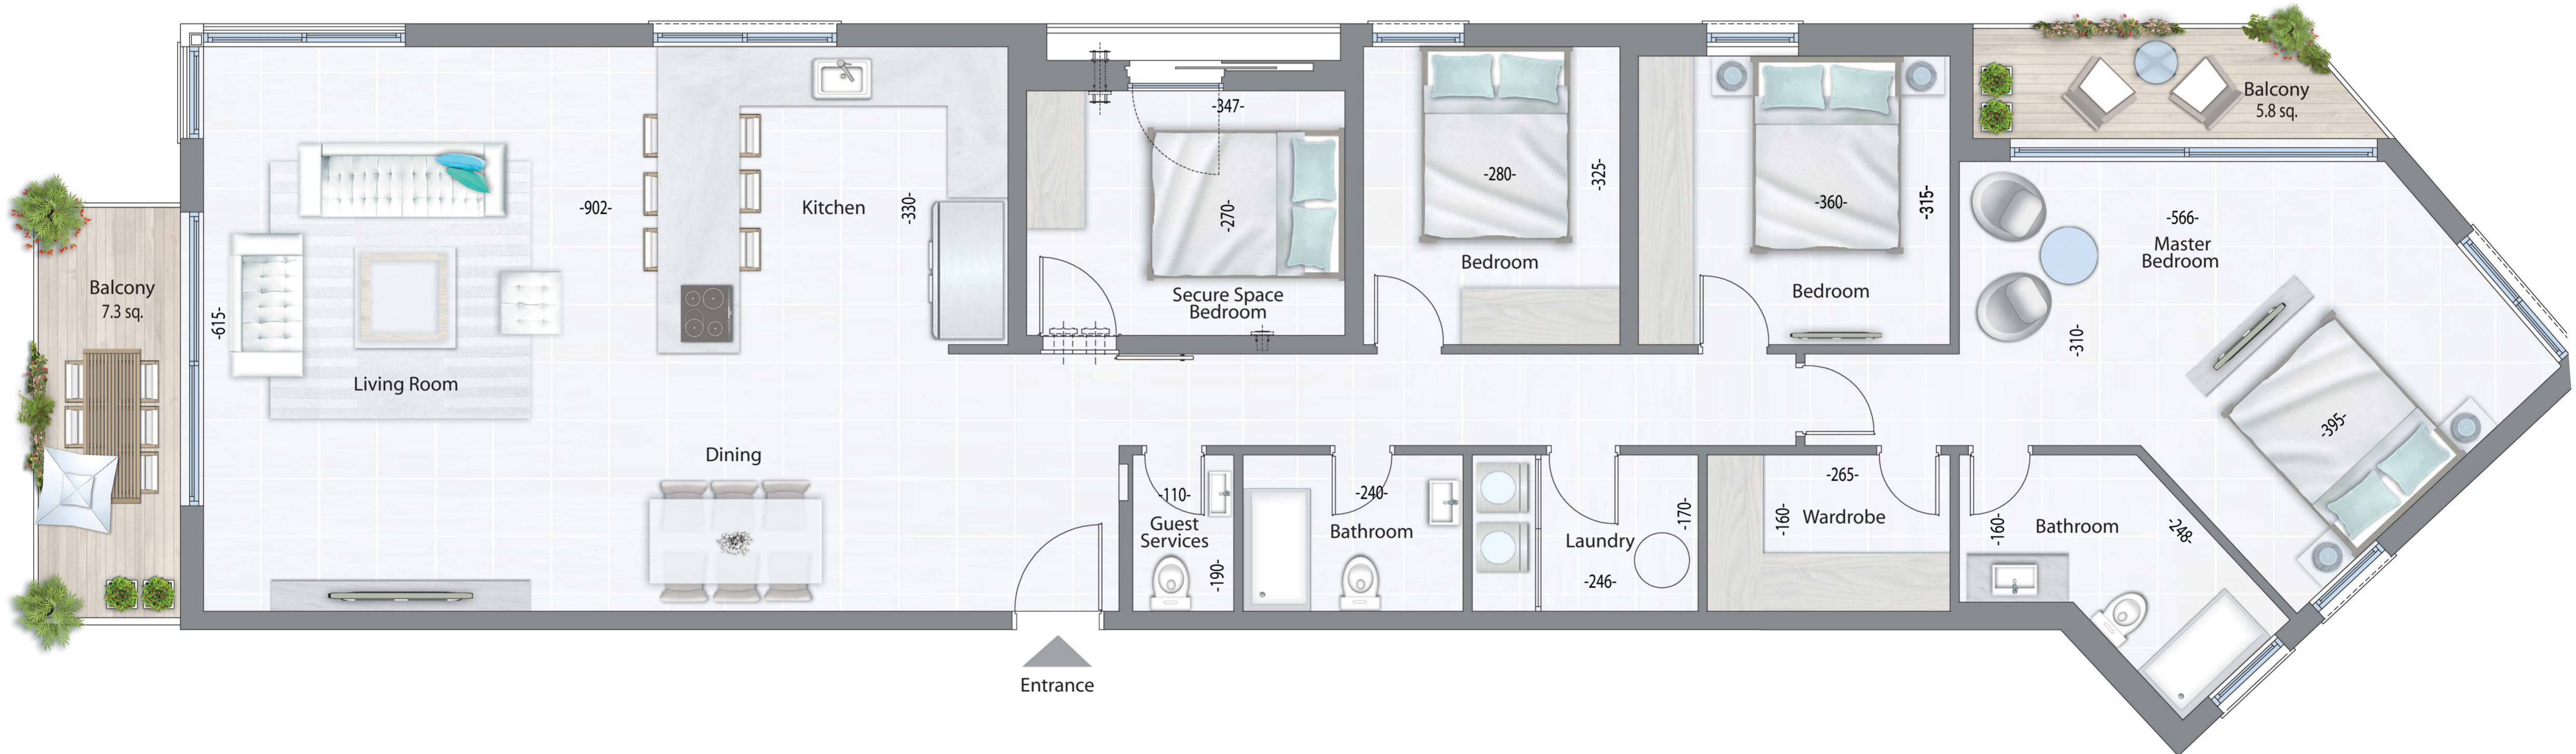 Balcony
7.3 sq.
-615-
Living Room
-902-
Kitchen
-330-
Dining
Entrance
-347-
-270-
Secure Space
Bedroom
-280-
-325-
Bedroom
-360-
-315-
Bedroom
Balcony
5.8 sq.
-566-
Master
Bedroom
-310-
-395-
-110-
Guest
Services
-190-
-240-
Bathroom
Laundry
-170-
-246-
-265-
-160-
Wardrobe
-160-
Bathroom
-248-